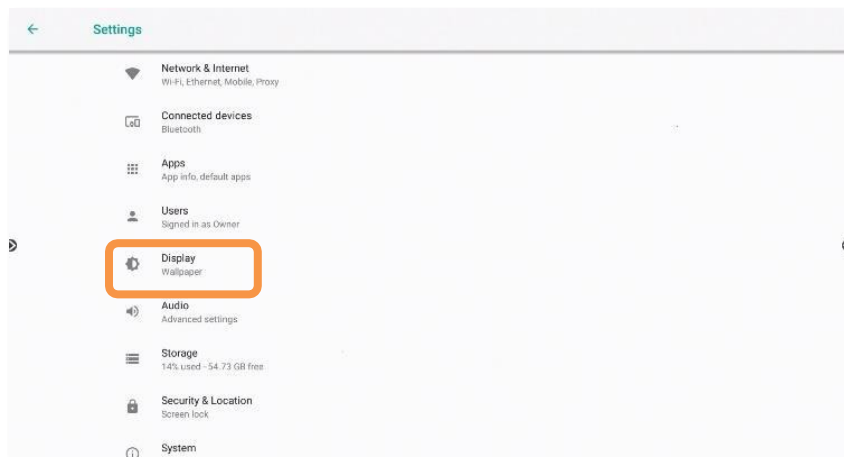 Settings
Network & Internet
Wi-Fi, Ethernet, Mobile, Proxy
Connected devices
Bluetooth
Apps
App info, default apps
Users
Signed in as Owner
Display
Wallpaper
Audio
Advanced settings
Storage
14% used - 54.73 GB free
Security & Location
Screen lock
System